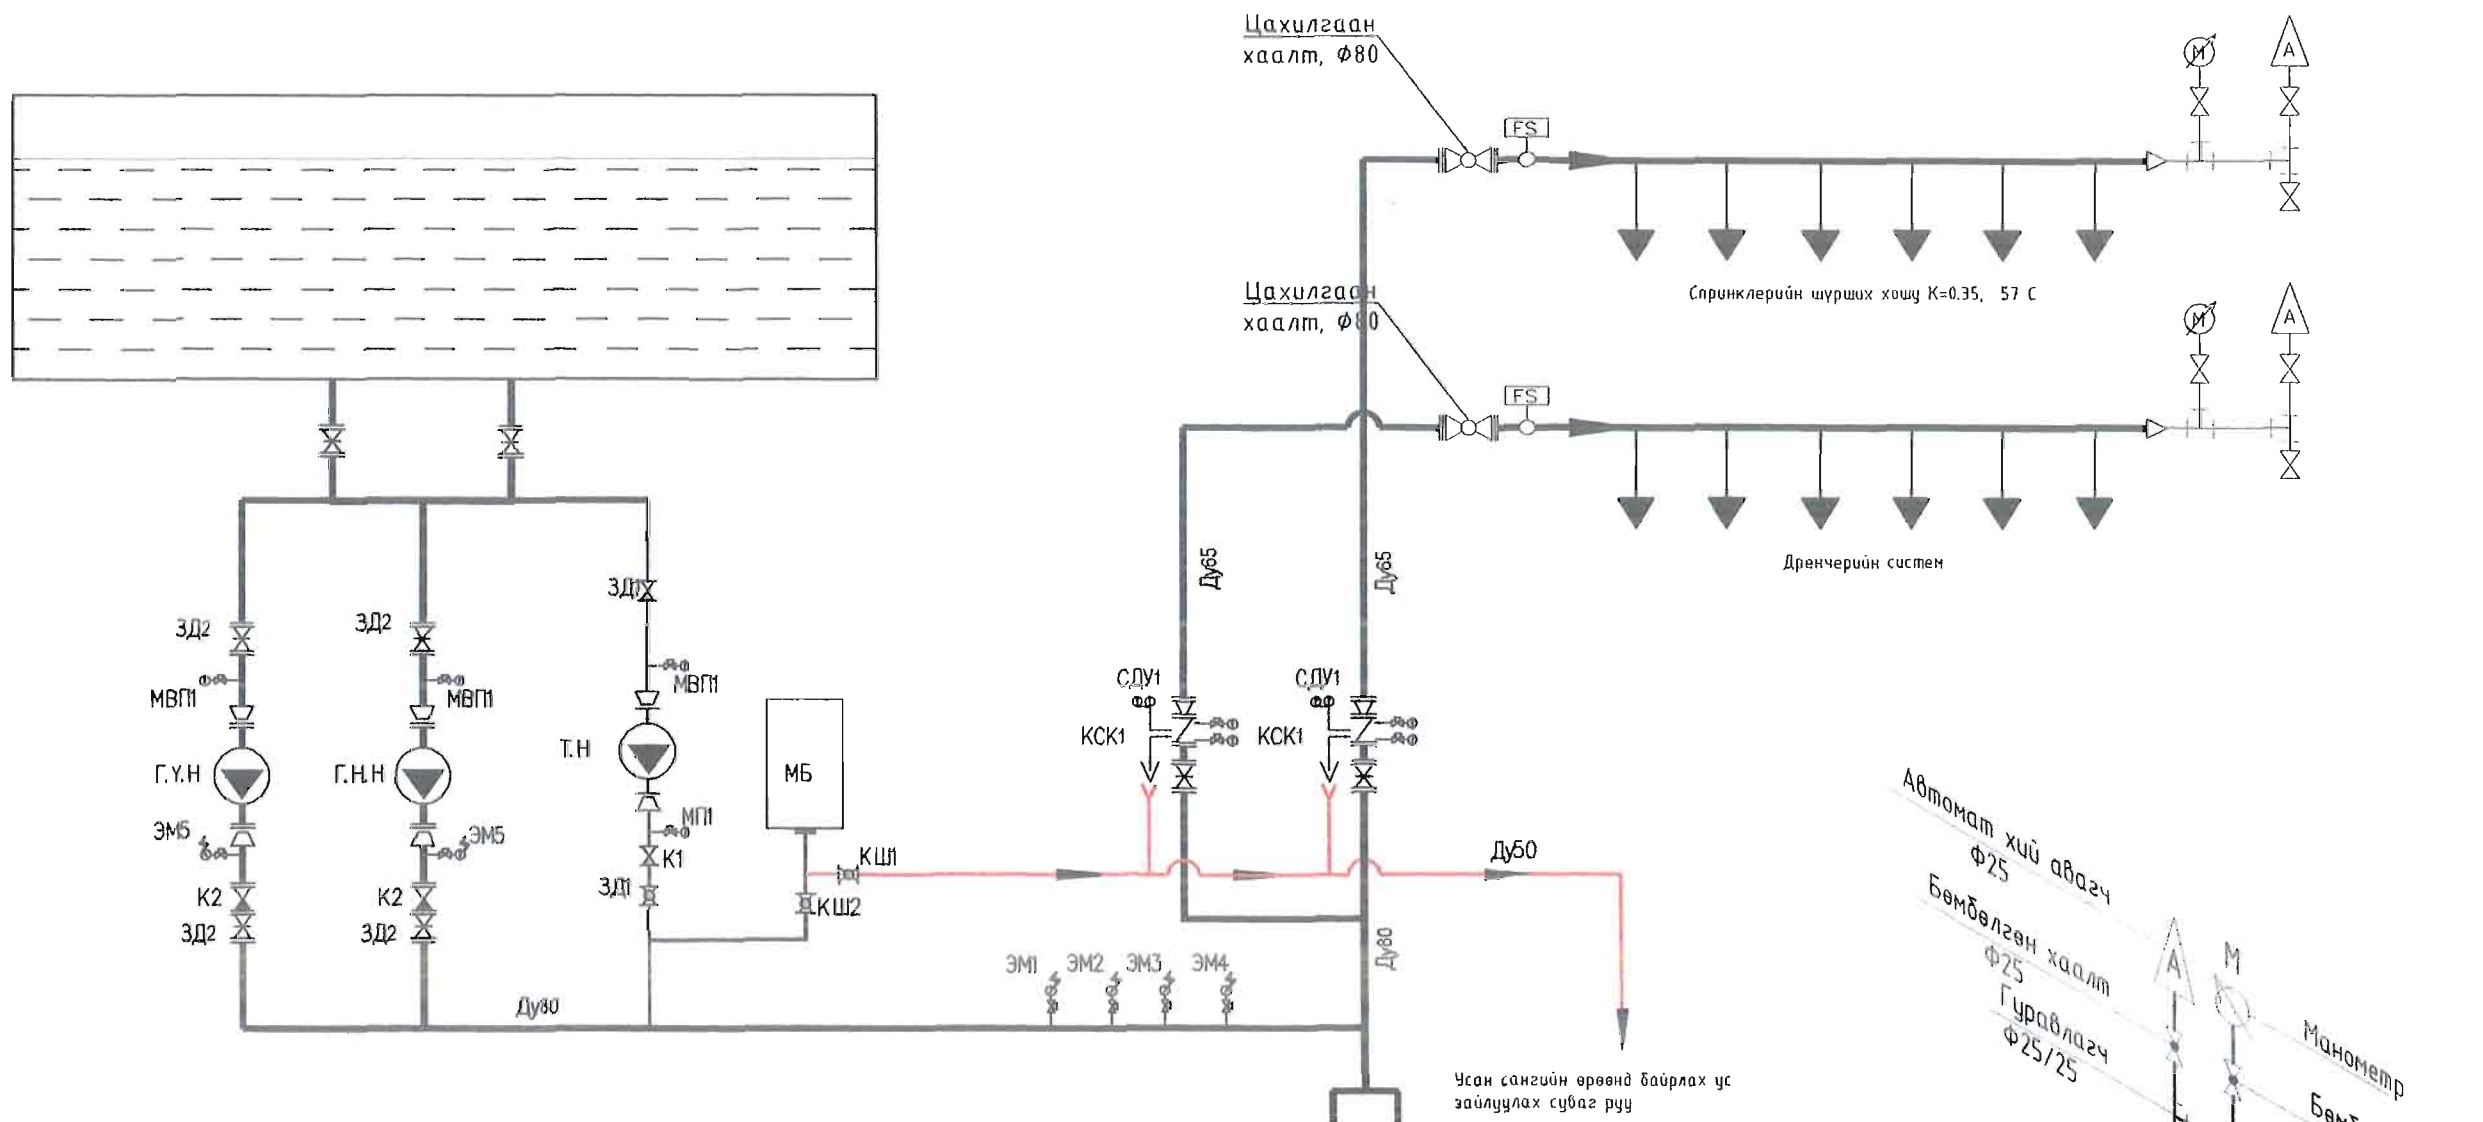 Цахилгаан
хаалт, Ф80
FS
М
А
Спринклерийн шүрших хошу К=0.35, 57 С
Цахилгаан
хаалт, Ф80
FS
М
А
Дренчерийн систем
Ду65
Ду65
ЗД2
ЗД2
ЗД1
МВП1
МВП1
МВП1
Г.Ү.Н
Г.Н.Н
Т.Н
МБ
СДУ1
СДУ1
КСК1
КСК1
ЭМ5
ЭМ5
МП1
К1
КШ1
Ду50
К2
К2
ЗД1
КШ2
ЗД2
ЗД2
Ду80
Ду80
ЭМ1
ЭМ2
ЭМ3
ЭМ4
Усан сангийн өрөөнд байрлах ус
зайлуулах суваг руу
Автомат хий авагч
Ф25
Бөмбөлгөн хаалт
Ф25
Гуравлагч
Ф25/25
А
М
Манометр